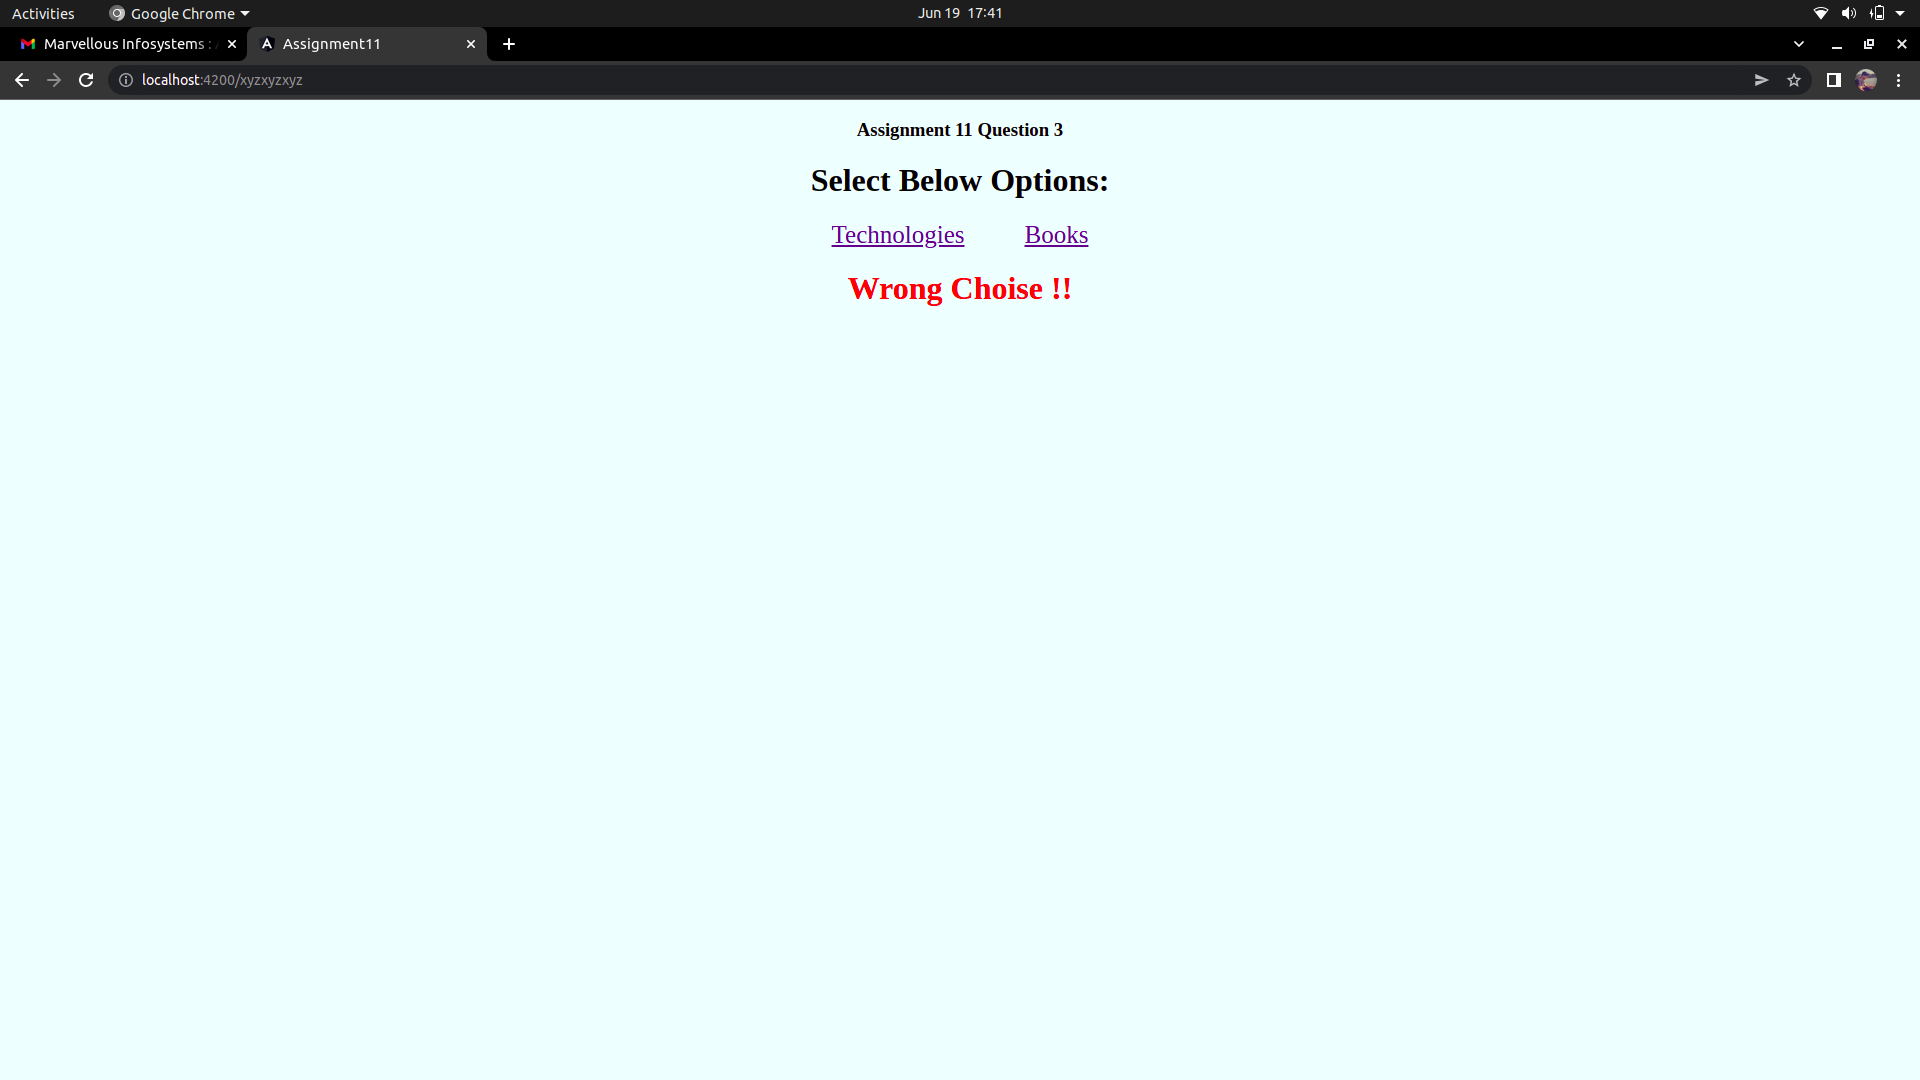 Activities Google Chrome Jun 19 17:41
Marvellous Infosystems : Assignment11
localhost:4200/xyzxyzxyz
Assignment 11 Question 3
Select Below Options:
Technologies Books
Wrong Choise !!